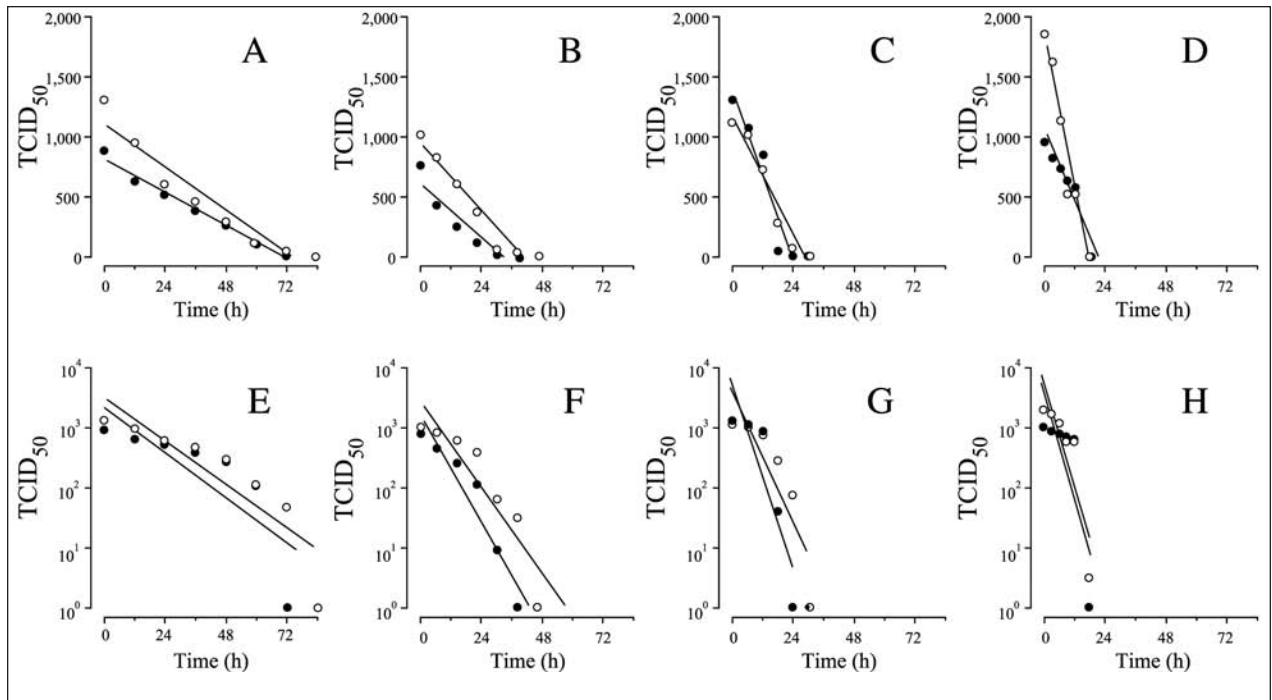 A
B
C
D
2,000
1,500
1,000
500
0
TCID50
0 24 48 72
Time (h)
2,000
1,500
1,000
500
0
TCID50
0 24 48 72
Time (h)
2,000
1,500
1,000
500
0
TCID50
0 24 48 72
Time (h)
2,000
1,500
1,000
500
0
TCID50
0 24 48 72
Time (h)
E
F
G
H
10^4
10^3
10^2
10^1
10^0
TCID50
0 24 48 72
Time (h)
10^4
10^3
10^2
10^1
10^0
TCID50
0 24 48 72
Time (h)
10^4
10^3
10^2
10^1
10^0
TCID50
0 24 48 72
Time (h)
10^4
10^3
10^2
10^1
10^0
TCID50
0 24 48 72
Time (h)